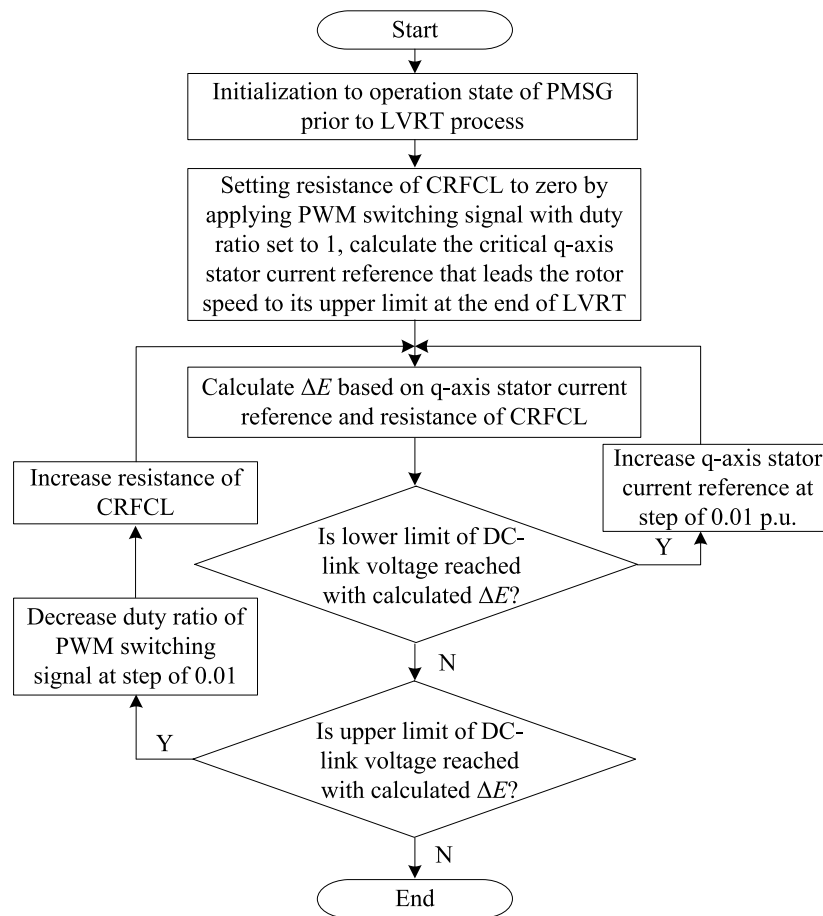 Start
Initialization to operation state of PMSG
prior to LVRT process
Setting resistance of CRFCL to zero by
applying PWM switching signal with duty
ratio set to 1, calculate the critical q-axis
stator current reference that leads the rotor
speed to its upper limit at the end of LVRT
Calculate ΔE based on q-axis stator current
reference and resistance of CRFCL
Increase resistance of
CRFCL
Increase q-axis stator
current reference at
step of 0.01 p.u.
Is lower limit of DC-
link voltage reached
with calculated ΔE?
Y
Decrease duty ratio of
PWM switching
signal at step of 0.01
N
Is upper limit of DC-
link voltage reached
with calculated ΔE?
Y
N
End